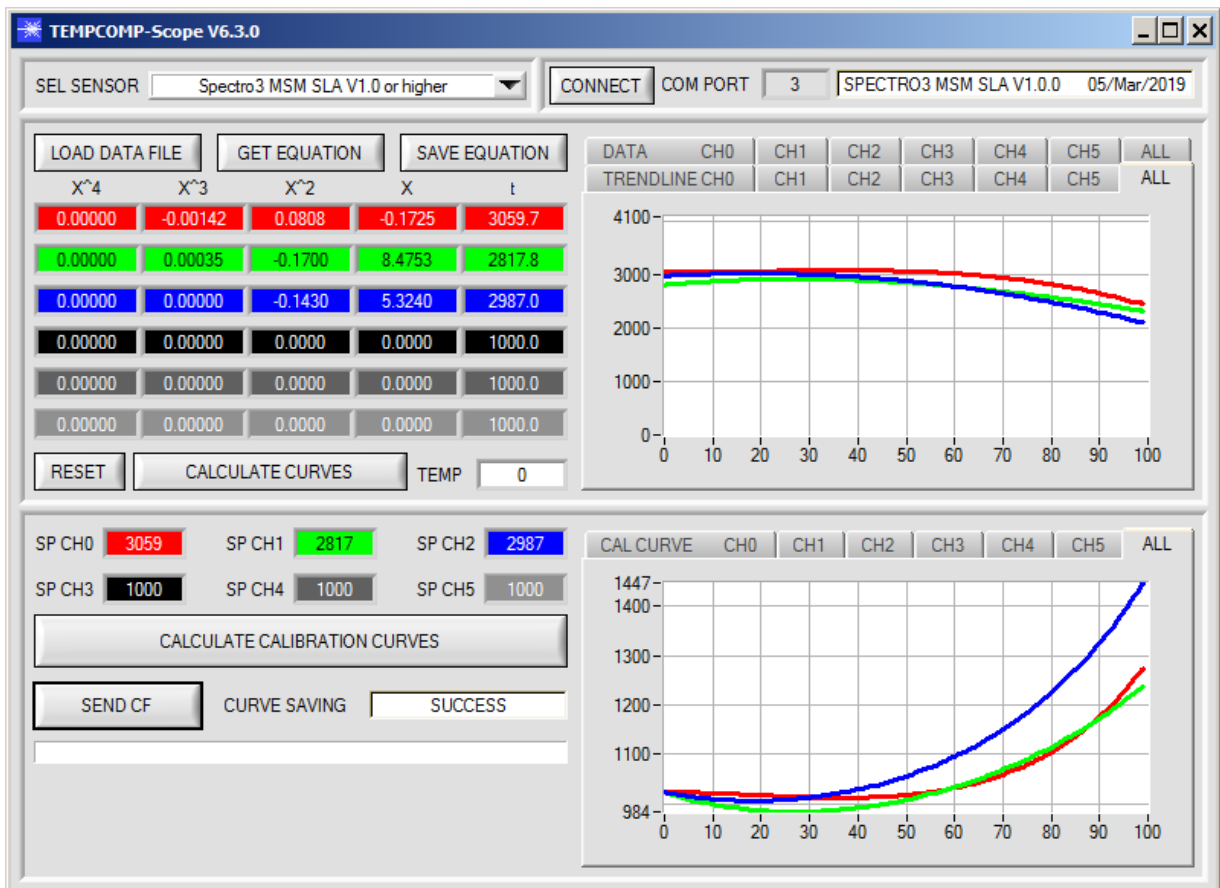 TEMPCOMP-Scope V6.3.0
SEL SENSOR Spectro3 MSM SLA V1.0 or higher CONNECT COM PORT 3 SPECTRO3 MSM SLA V1.0.0 05/Mar/2019
LOAD DATA FILE GET EQUATION SAVE EQUATION
X^4 X^3 X^2 X t
0.00000 -0.00142 0.0808 -0.1725 3059.7
0.00000 0.00035 -0.1700 8.4753 2817.8
0.00000 0.00000 -0.1430 5.3240 2987.0
0.00000 0.00000 0.0000 0.0000 1000.0
0.00000 0.00000 0.0000 0.0000 1000.0
0.00000 0.00000 0.0000 0.0000 1000.0
RESET CALCULATE CURVES TEMP 0
DATA CH0 CH1 CH2 CH3 CH4 CH5 ALL
TRENDLINE CH0 CH1 CH2 CH3 CH4 CH5 ALL
4100
3000
2000
1000
0
0 10 20 30 40 50 60 70 80 90 100
SP CH0 3059 SP CH1 2817 SP CH2 2987
SP CH3 1000 SP CH4 1000 SP CH5 1000
CALCULATE CALIBRATION CURVES
SEND CF CURVE SAVING SUCCESS
CAL CURVE CH0 CH1 CH2 CH3 CH4 CH5 ALL
1447
1400
1300
1200
1100
984
0 10 20 30 40 50 60 70 80 90 100